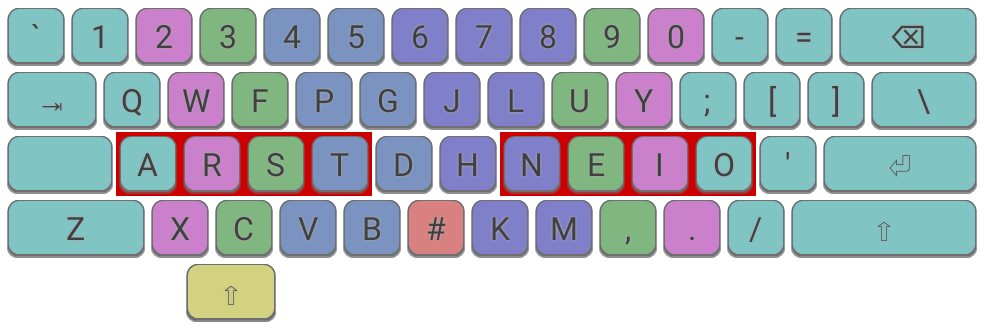 ` 1 2 3 4 5 6 7 8 9 0 - = ⌫
⇥ Q W F P G J L U Y ; [ ] \
A R S T D H N E I O ' ⏎
Z X C V B # K M , . / ⇧
⇧